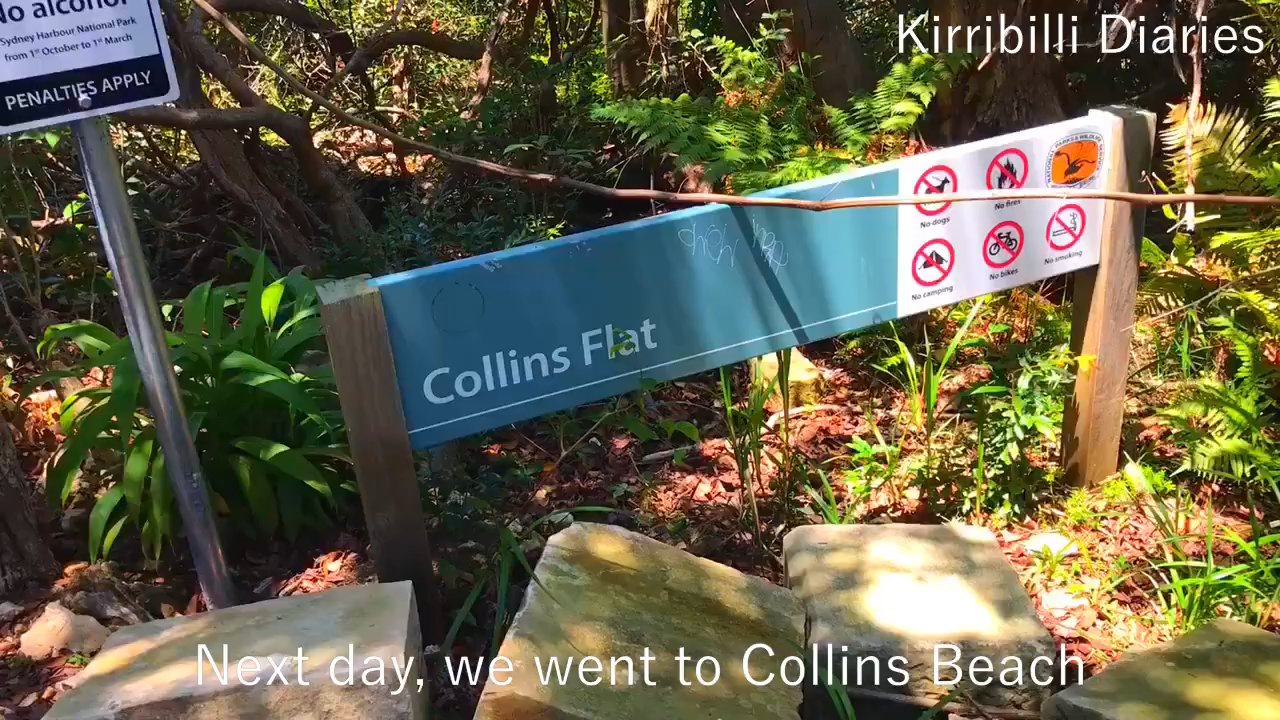 No alcohol
Sydney Harbour National Park
from 1st October to 1st March
PENALTIES APPLY
Kirribilli Diaries
Collins Flat
No dogs
No fires
No camping
No bikes
No smoking
Next day, we went to Collins Beach